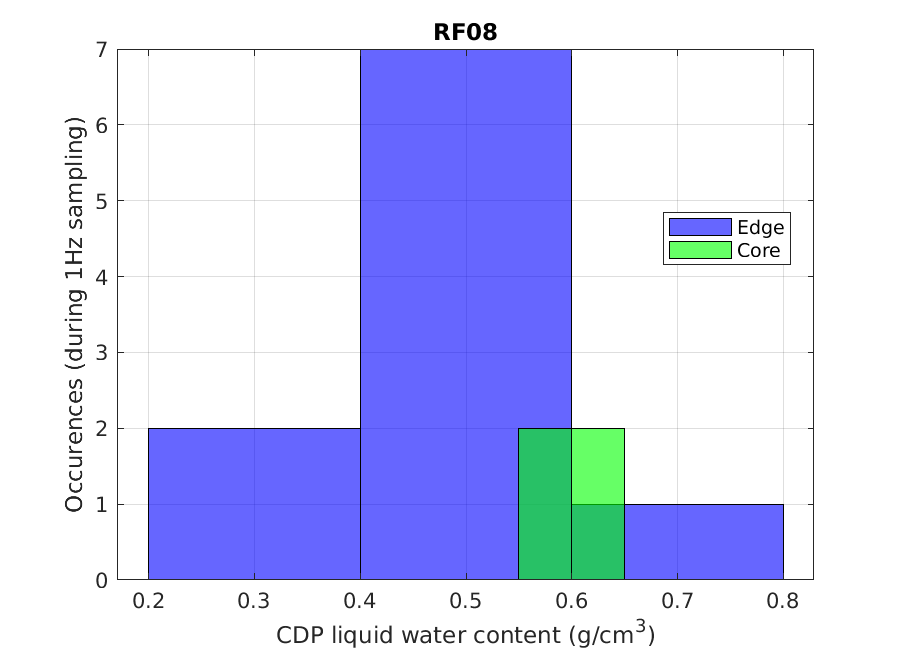 RF08
Occurences (during 1Hz sampling)
7
6
5
4
3
2
1
0
Edge
Core
0.2 0.3 0.4 0.5 0.6 0.7 0.8
CDP liquid water content (g/cm³)